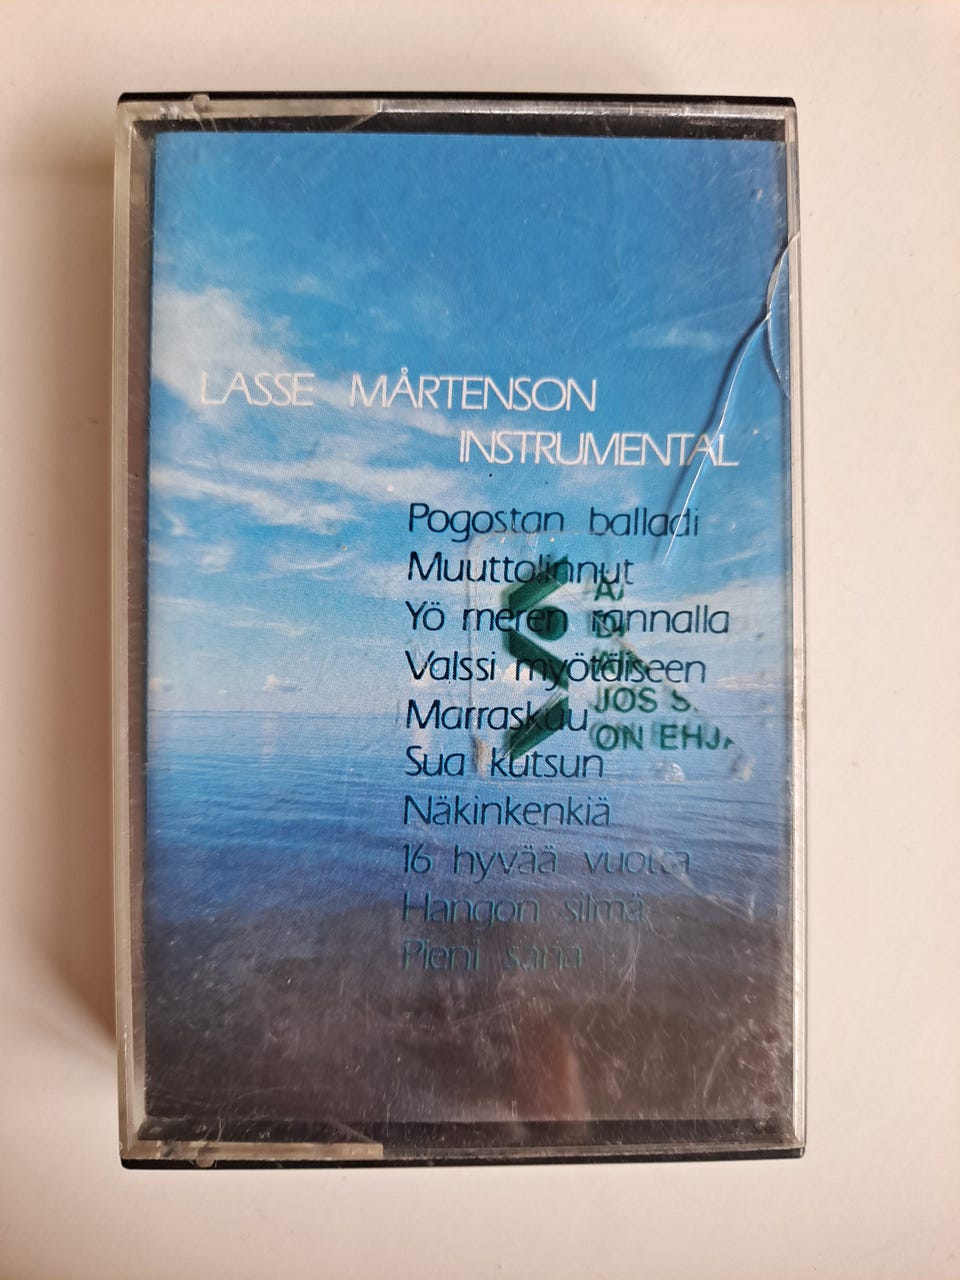 LASSE MÅRTENSON
INSTRUMENTAL
Pogostan balladi
Muuttolinnut
Yö meren rannalla
Valssi myötäiseen
Marraskuu
Sua kutsun
Näkinkenkiä
16 hyvää vuotta
Hangon silmä
Pieni sana
JOS
ON